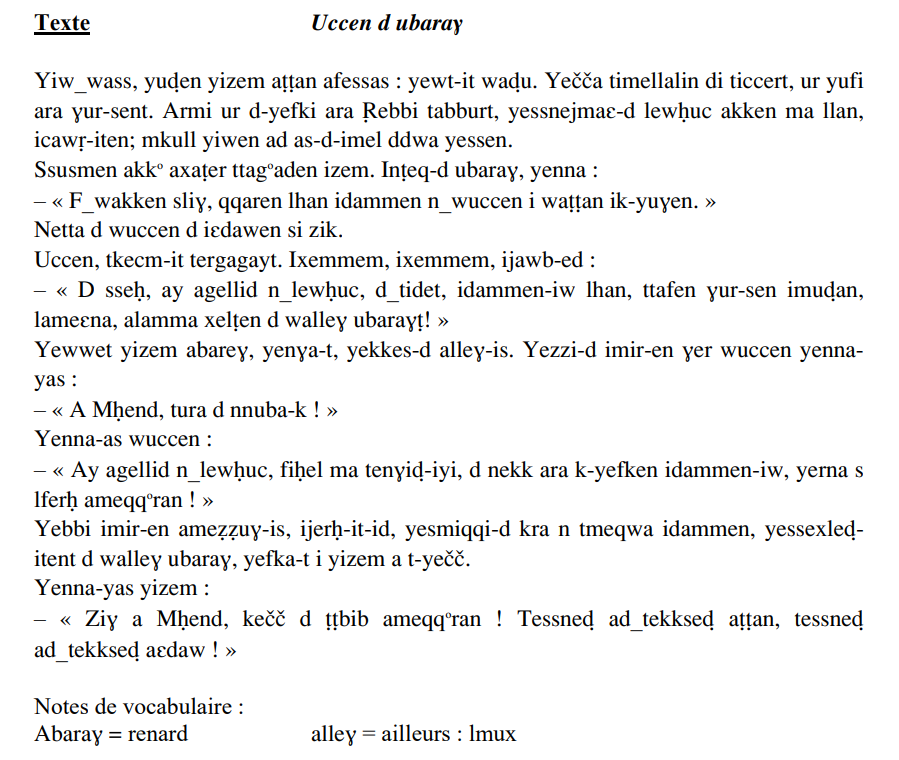 Texte Uccen d ubaraɣ
Yiw_wass, yuḍen yizem aṭṭan afessas : yewt-it waḍu. Yečča timellalin di ticcert, ur yufi
ara ɣur-sent. Armi ur d-yefki ara Ṛebbi tabburt, yessnejmaɛ-d lewḥuc akken ma llan,
icawṛ-iten; mkull yiwen ad as-d-imel ddwa yessen.
Ssusmen akkº axaṭer ttagºaden izem. Inṭeq-d ubaraɣ, yenna :
– « F_wakken sliɣ, qqaren lhan idammen n_wuccen i waṭṭan ik-yuɣen. »
Netta d wuccen d iɛdawen si zik.
Uccen, tkecm-it tergagayt. Ixemmem, ixemmem, ijawb-ed :
– « D sseḥ, ay agellid n_lewḥuc, d_tidet, idammen-iw lhan, ttafen ɣur-sen imuḍan,
lameɛna, alamma xelṭen d walleɣ ubaraɣṭ! »
Yewwet yizem abareɣ, yenɣa-t, yekkes-d alleɣ-is. Yezzi-d imir-en ɣer wuccen yenna-
yas :
– « A Mḥend, tura d nnuba-k ! »
Yenna-as wuccen :
– « Ay agellid n_lewḥuc, fiḥel ma tenɣiḍ-iyi, d nekk ara k-yefken idammen-iw, yerna s
lferḥ ameqqºran ! »
Yebbi imir-en ameẓẓuɣ-is, ijerḥ-it-id, yesmiqqi-d kra n tmeqwa idammen, yessexleḍ-
itent d walleɣ ubaraɣ, yefka-t i yizem a t-yečč.
Yenna-yas yizem :
– « Ziɣ a Mḥend, kečč d ṭṭbib ameqqºran ! Tessneḍ ad_tekkseḍ aṭṭan, tessneḍ
ad_tekkseḍ aɛdaw ! »
Notes de vocabulaire :
Abaraɣ = renard alleɣ = ailleurs : lmux